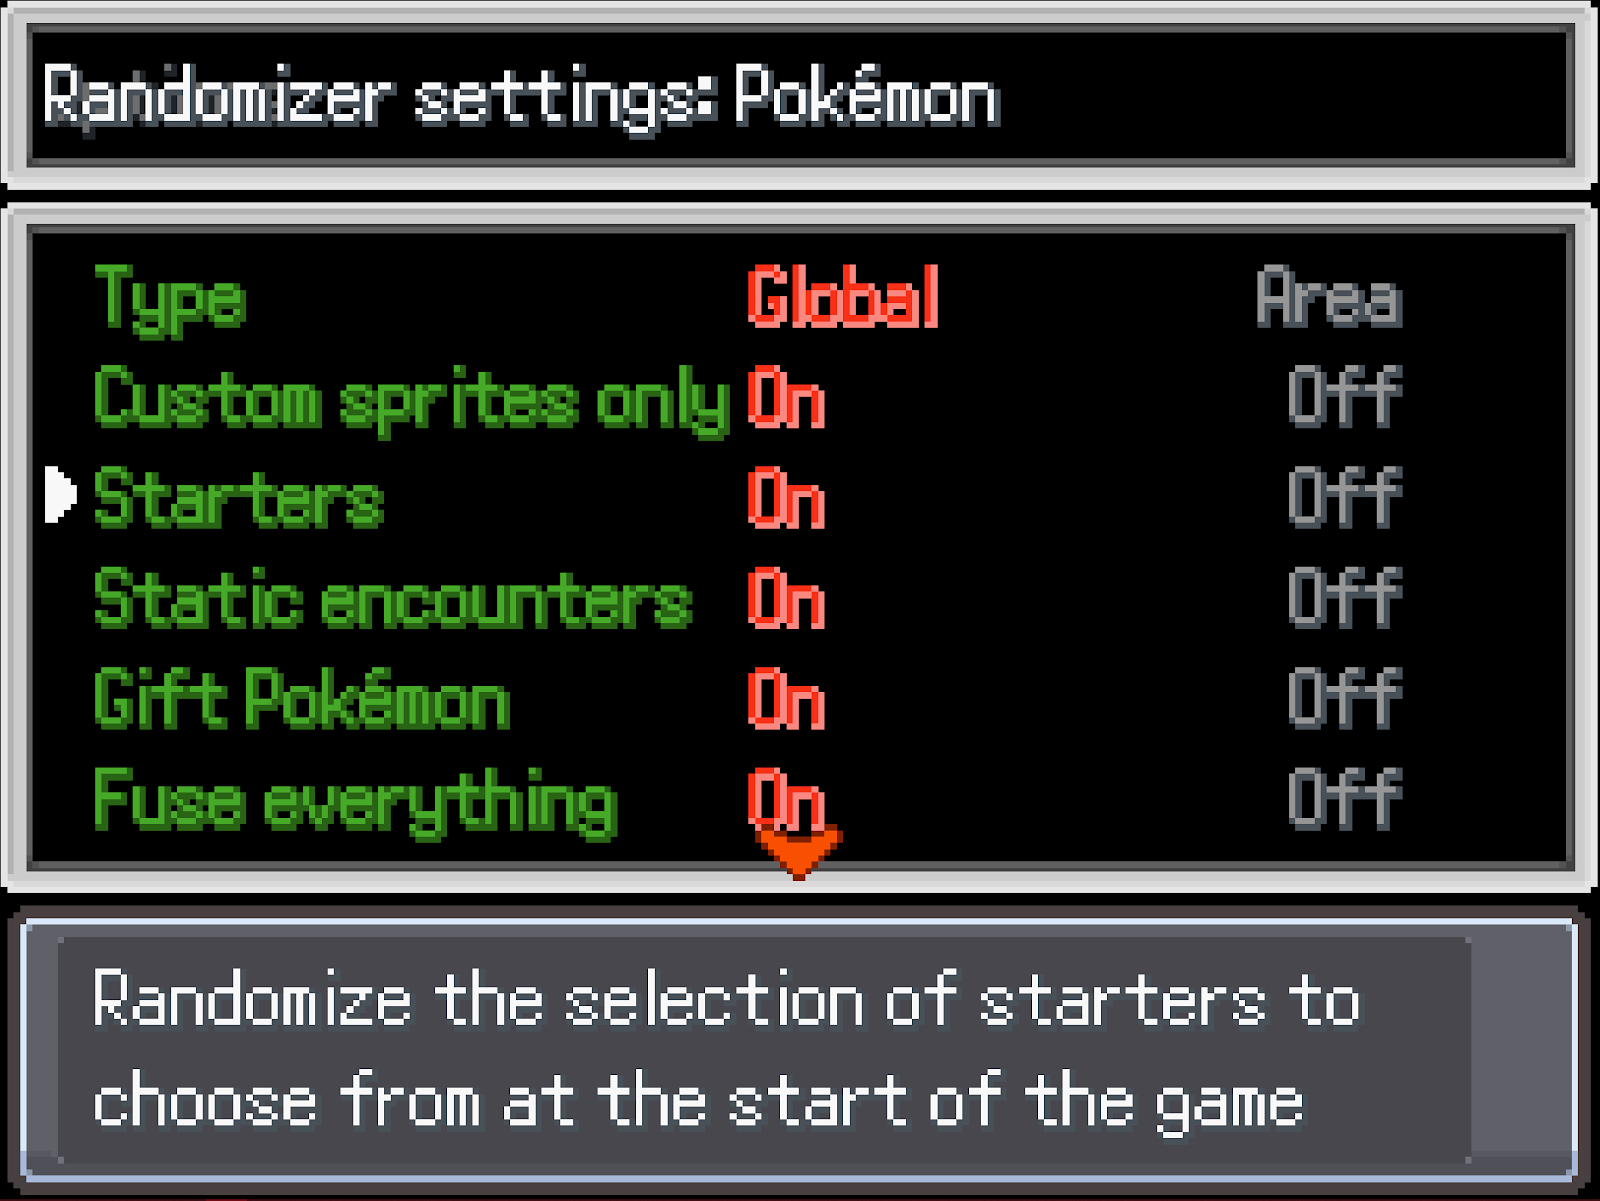 Randomizer settings: Pokémon
Type Global Area
Custom sprites only On Off
Starters On Off
Static encounters On Off
Gift Pokémon On Off
Fuse everything On Off
Randomize the selection of starters to
choose from at the start of the game